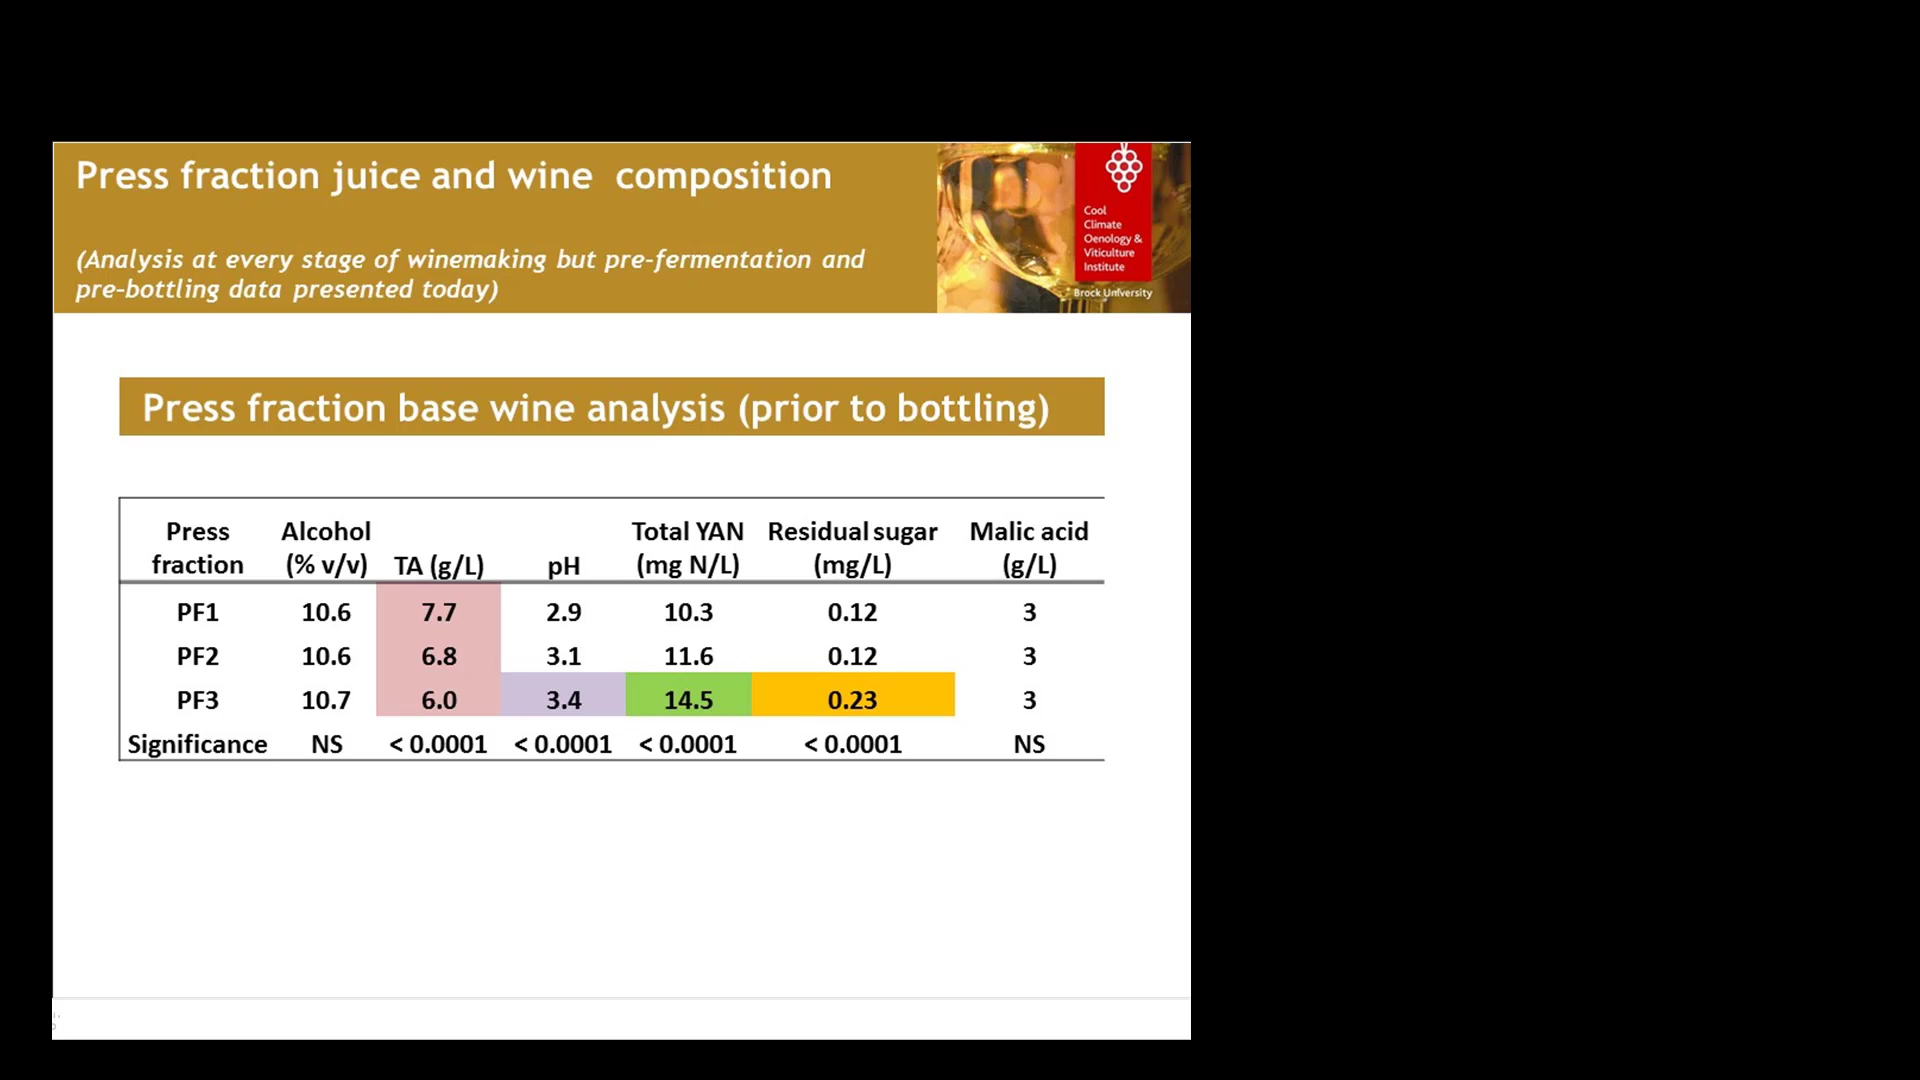 Press fraction juice and wine composition
(Analysis at every stage of winemaking but pre-fermentation and
pre-bottling data presented today)
Cool
Climate
Oenology &
Viticulture
Institute
Brock University
Press fraction base wine analysis (prior to bottling)
Press fraction Alcohol (% v/v) TA (g/L) pH Total YAN (mg N/L) Residual sugar (mg/L) Malic acid (g/L)
PF1 10.6 7.7 2.9 10.3 0.12 3
PF2 10.6 6.8 3.1 11.6 0.12 3
PF3 10.7 6.0 3.4 14.5 0.23 3
Significance NS < 0.0001 < 0.0001 < 0.0001 < 0.0001 NS